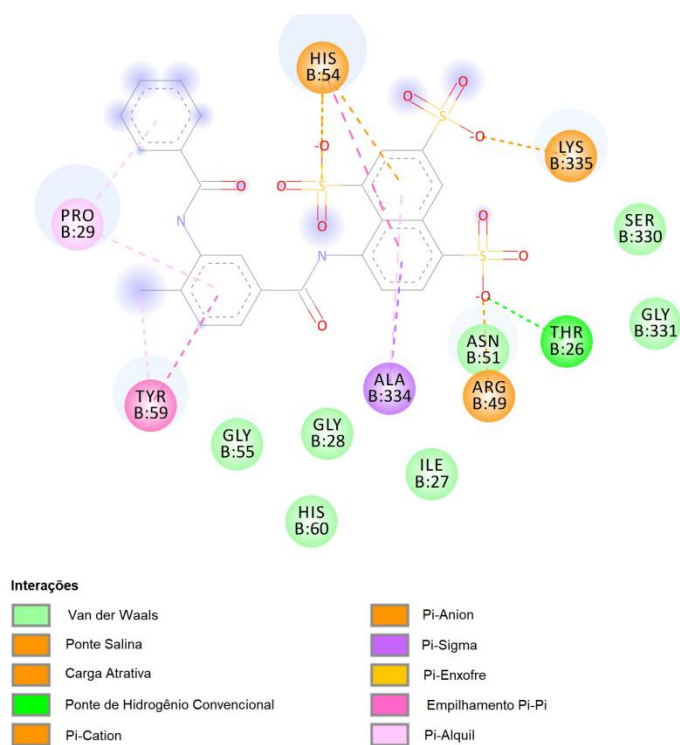 HIS
B:54
O
O
-O
S
O
O
S
O
-O
LYS
B:335
O
PRO
B:29
N
O
S
O
SER
B:330
N
O
S
O
-O
GLY
B:331
O
ASN
B:51
THR
B:26
TYR
B:59
ALA
B:334
ARG
B:49
GLY
B:55
GLY
B:28
ILE
B:27
HIS
B:60
Interações
Van der Waals
Ponte Salina
Carga Atrativa
Ponte de Hidrogênio Convencional
Pi-Cation
Pi-Anion
Pi-Sigma
Pi-Enxofre
Empilhamento Pi-Pi
Pi-Alquil